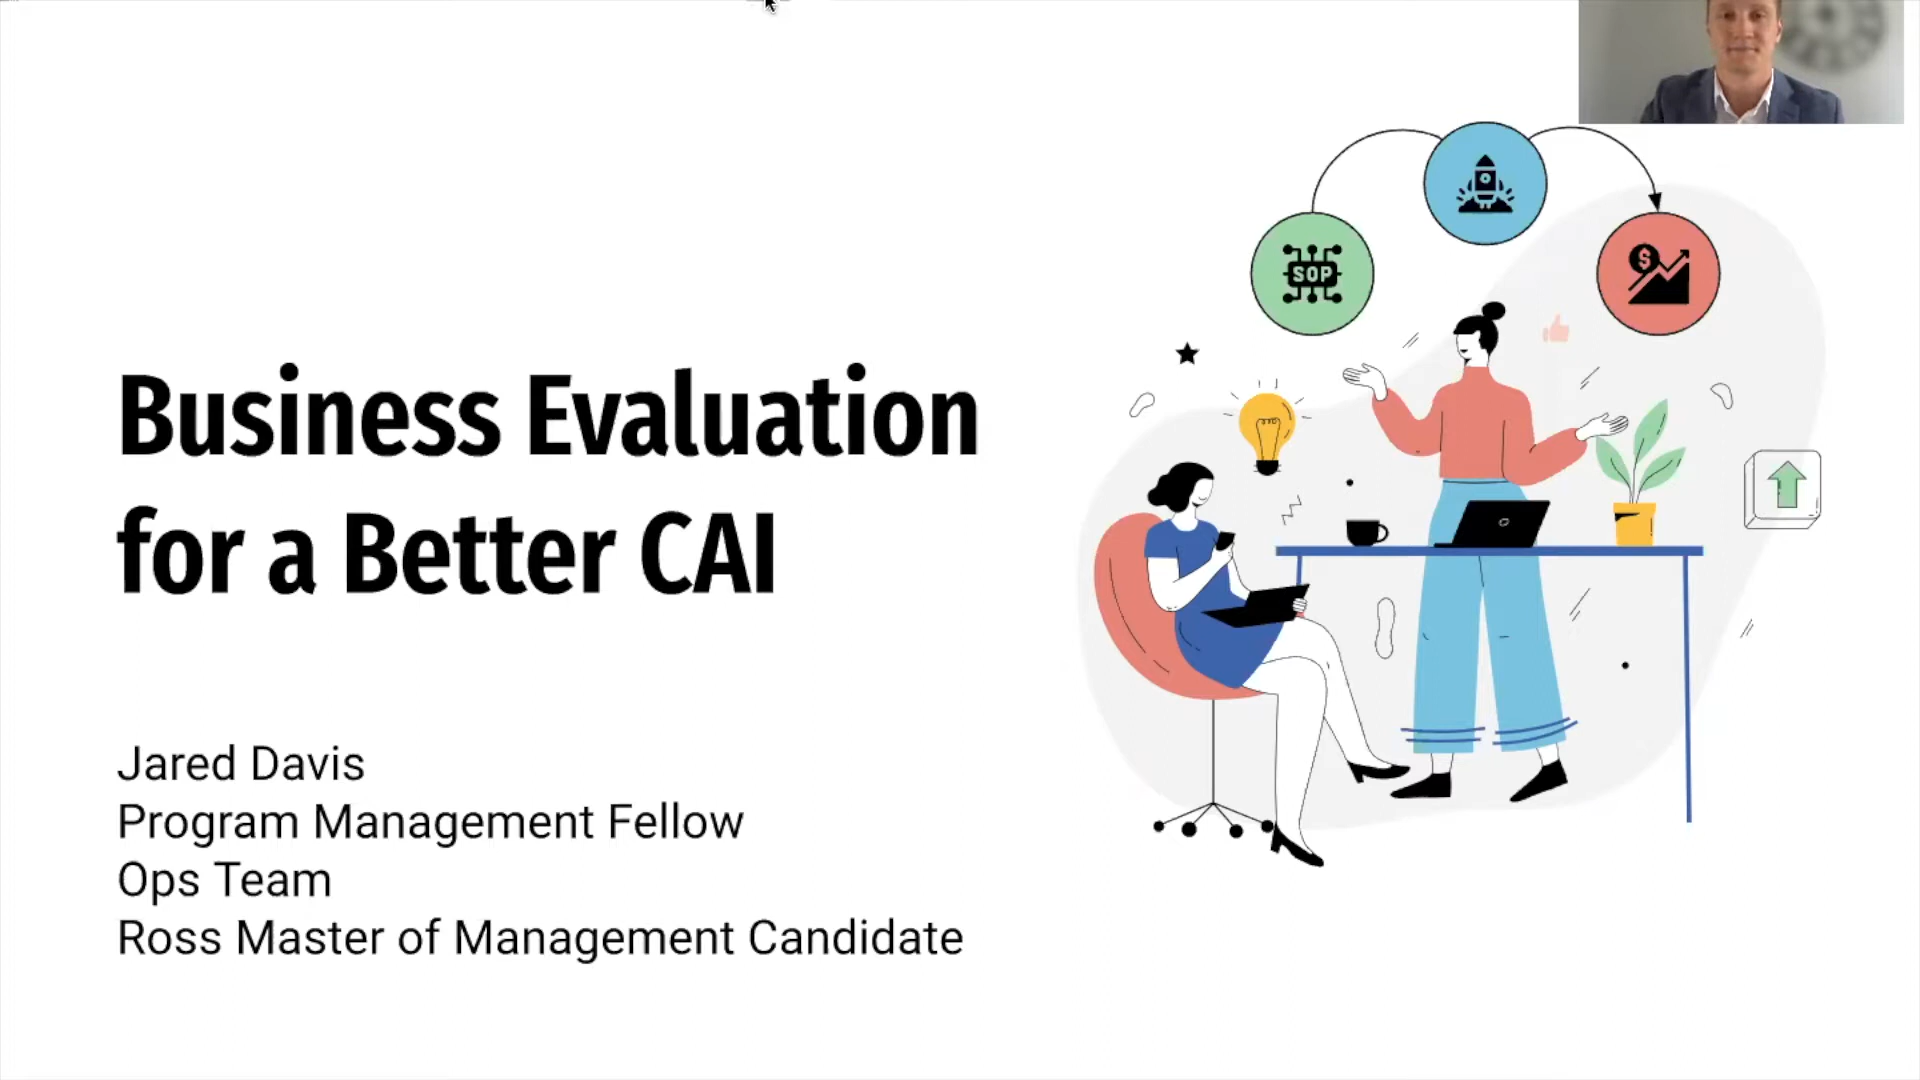 Business Evaluation
for a Better CAI
Jared Davis
Program Management Fellow
Ops Team
Ross Master of Management Candidate
SOP
$